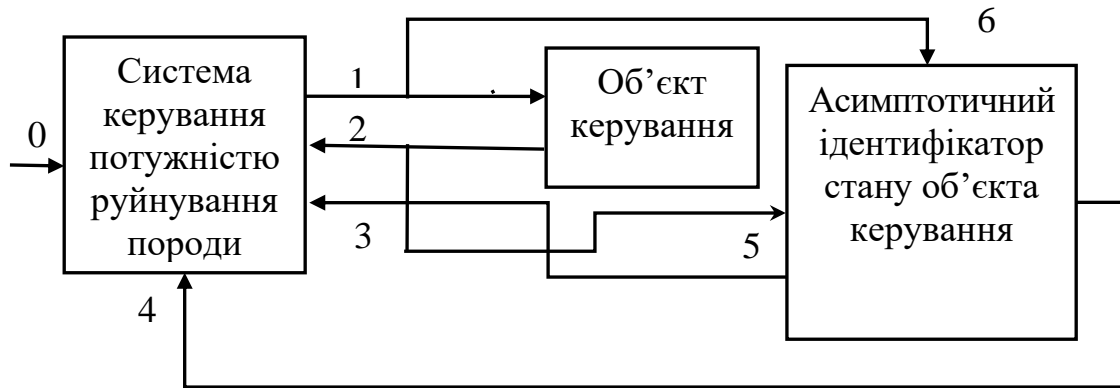 6
Система
керування
потужністю
руйнування
породи
1
Об’єкт
керування
Асимптотичний
ідентифікатор
стану об’єкта
керування
0
2
3
5
4